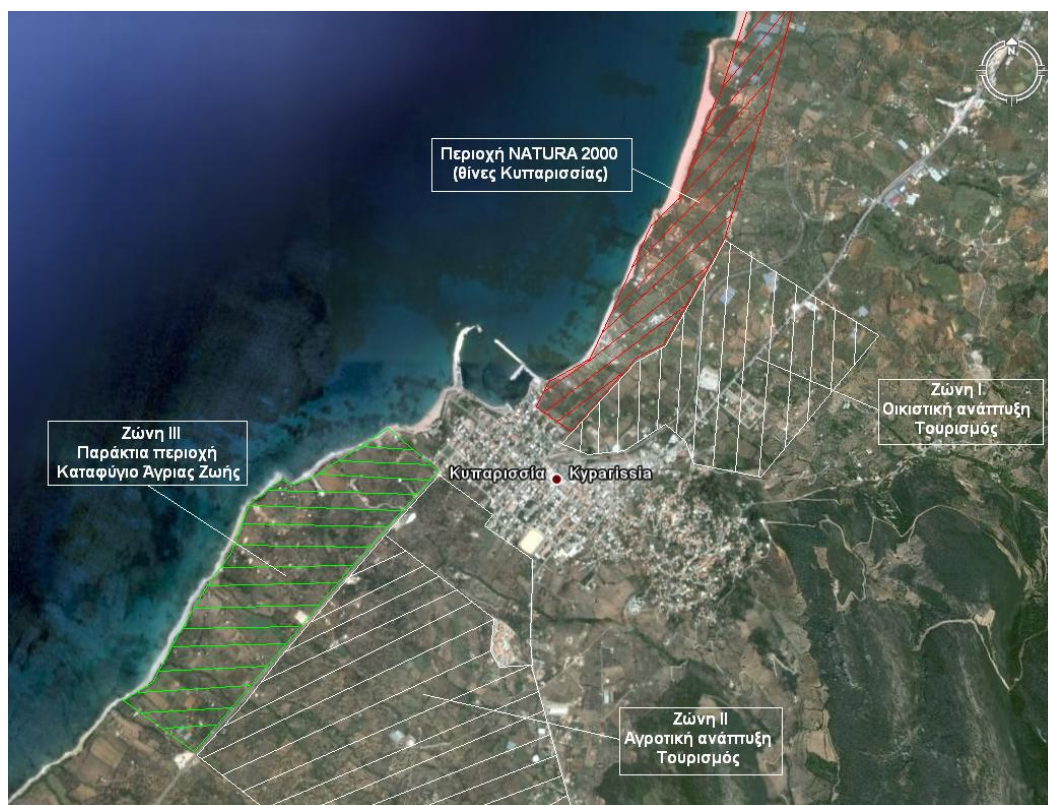 N
Περιοχή NATURA 2000
(θίνες Κυπαρισσίας)
Ζώνη Ι
Οικιστική ανάπτυξη
Τουρισμός
Ζώνη ΙΙΙ
Παράκτια περιοχή
Καταφύγιο Άγριας Ζωής
Κυπαρισσία Kyparissia
Ζώνη ΙΙ
Αγροτική ανάπτυξη
Τουρισμός